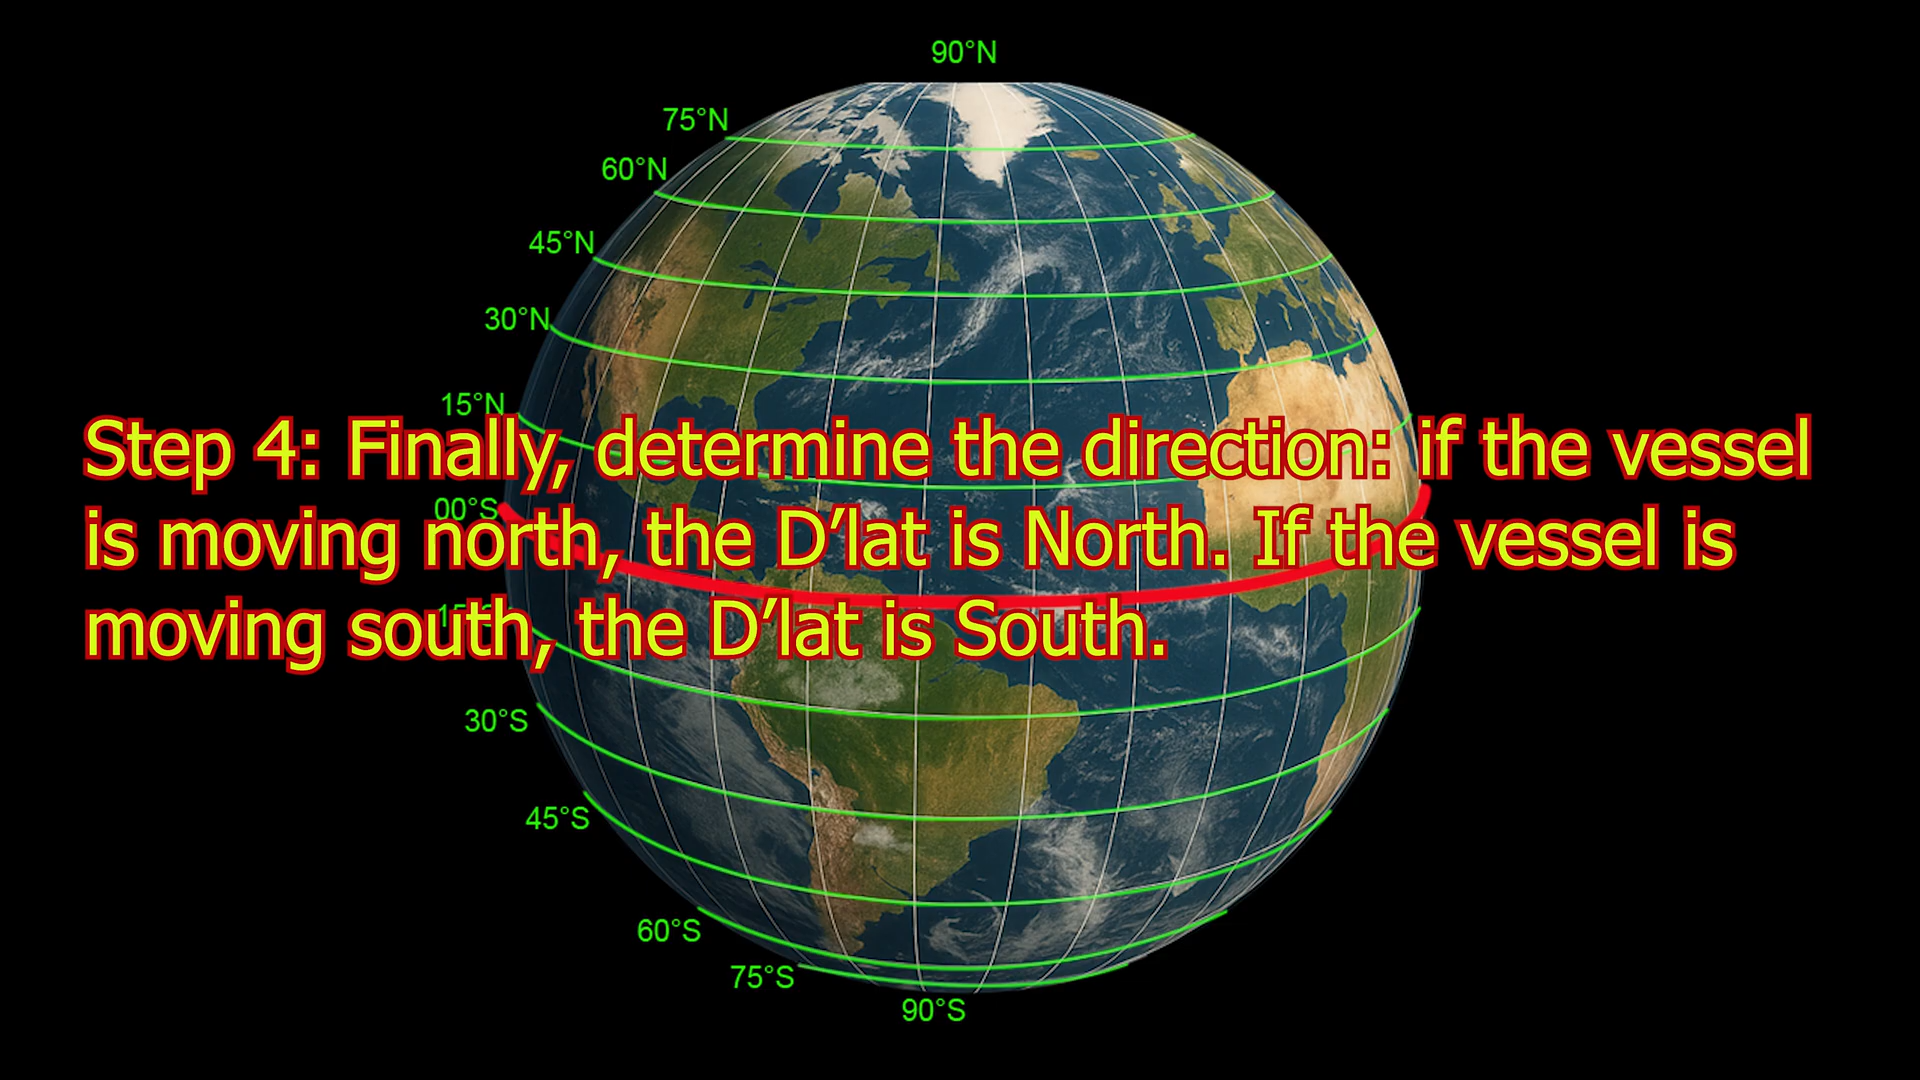 90°N
75°N
60°N
45°N
30°N
15°N
Step 4: Finally, determine the direction: if the vessel
00°S
is moving north, the D’lat is North. If the vessel is
moving south, the D’lat is South.
30°S
45°S
60°S
75°S
90°S